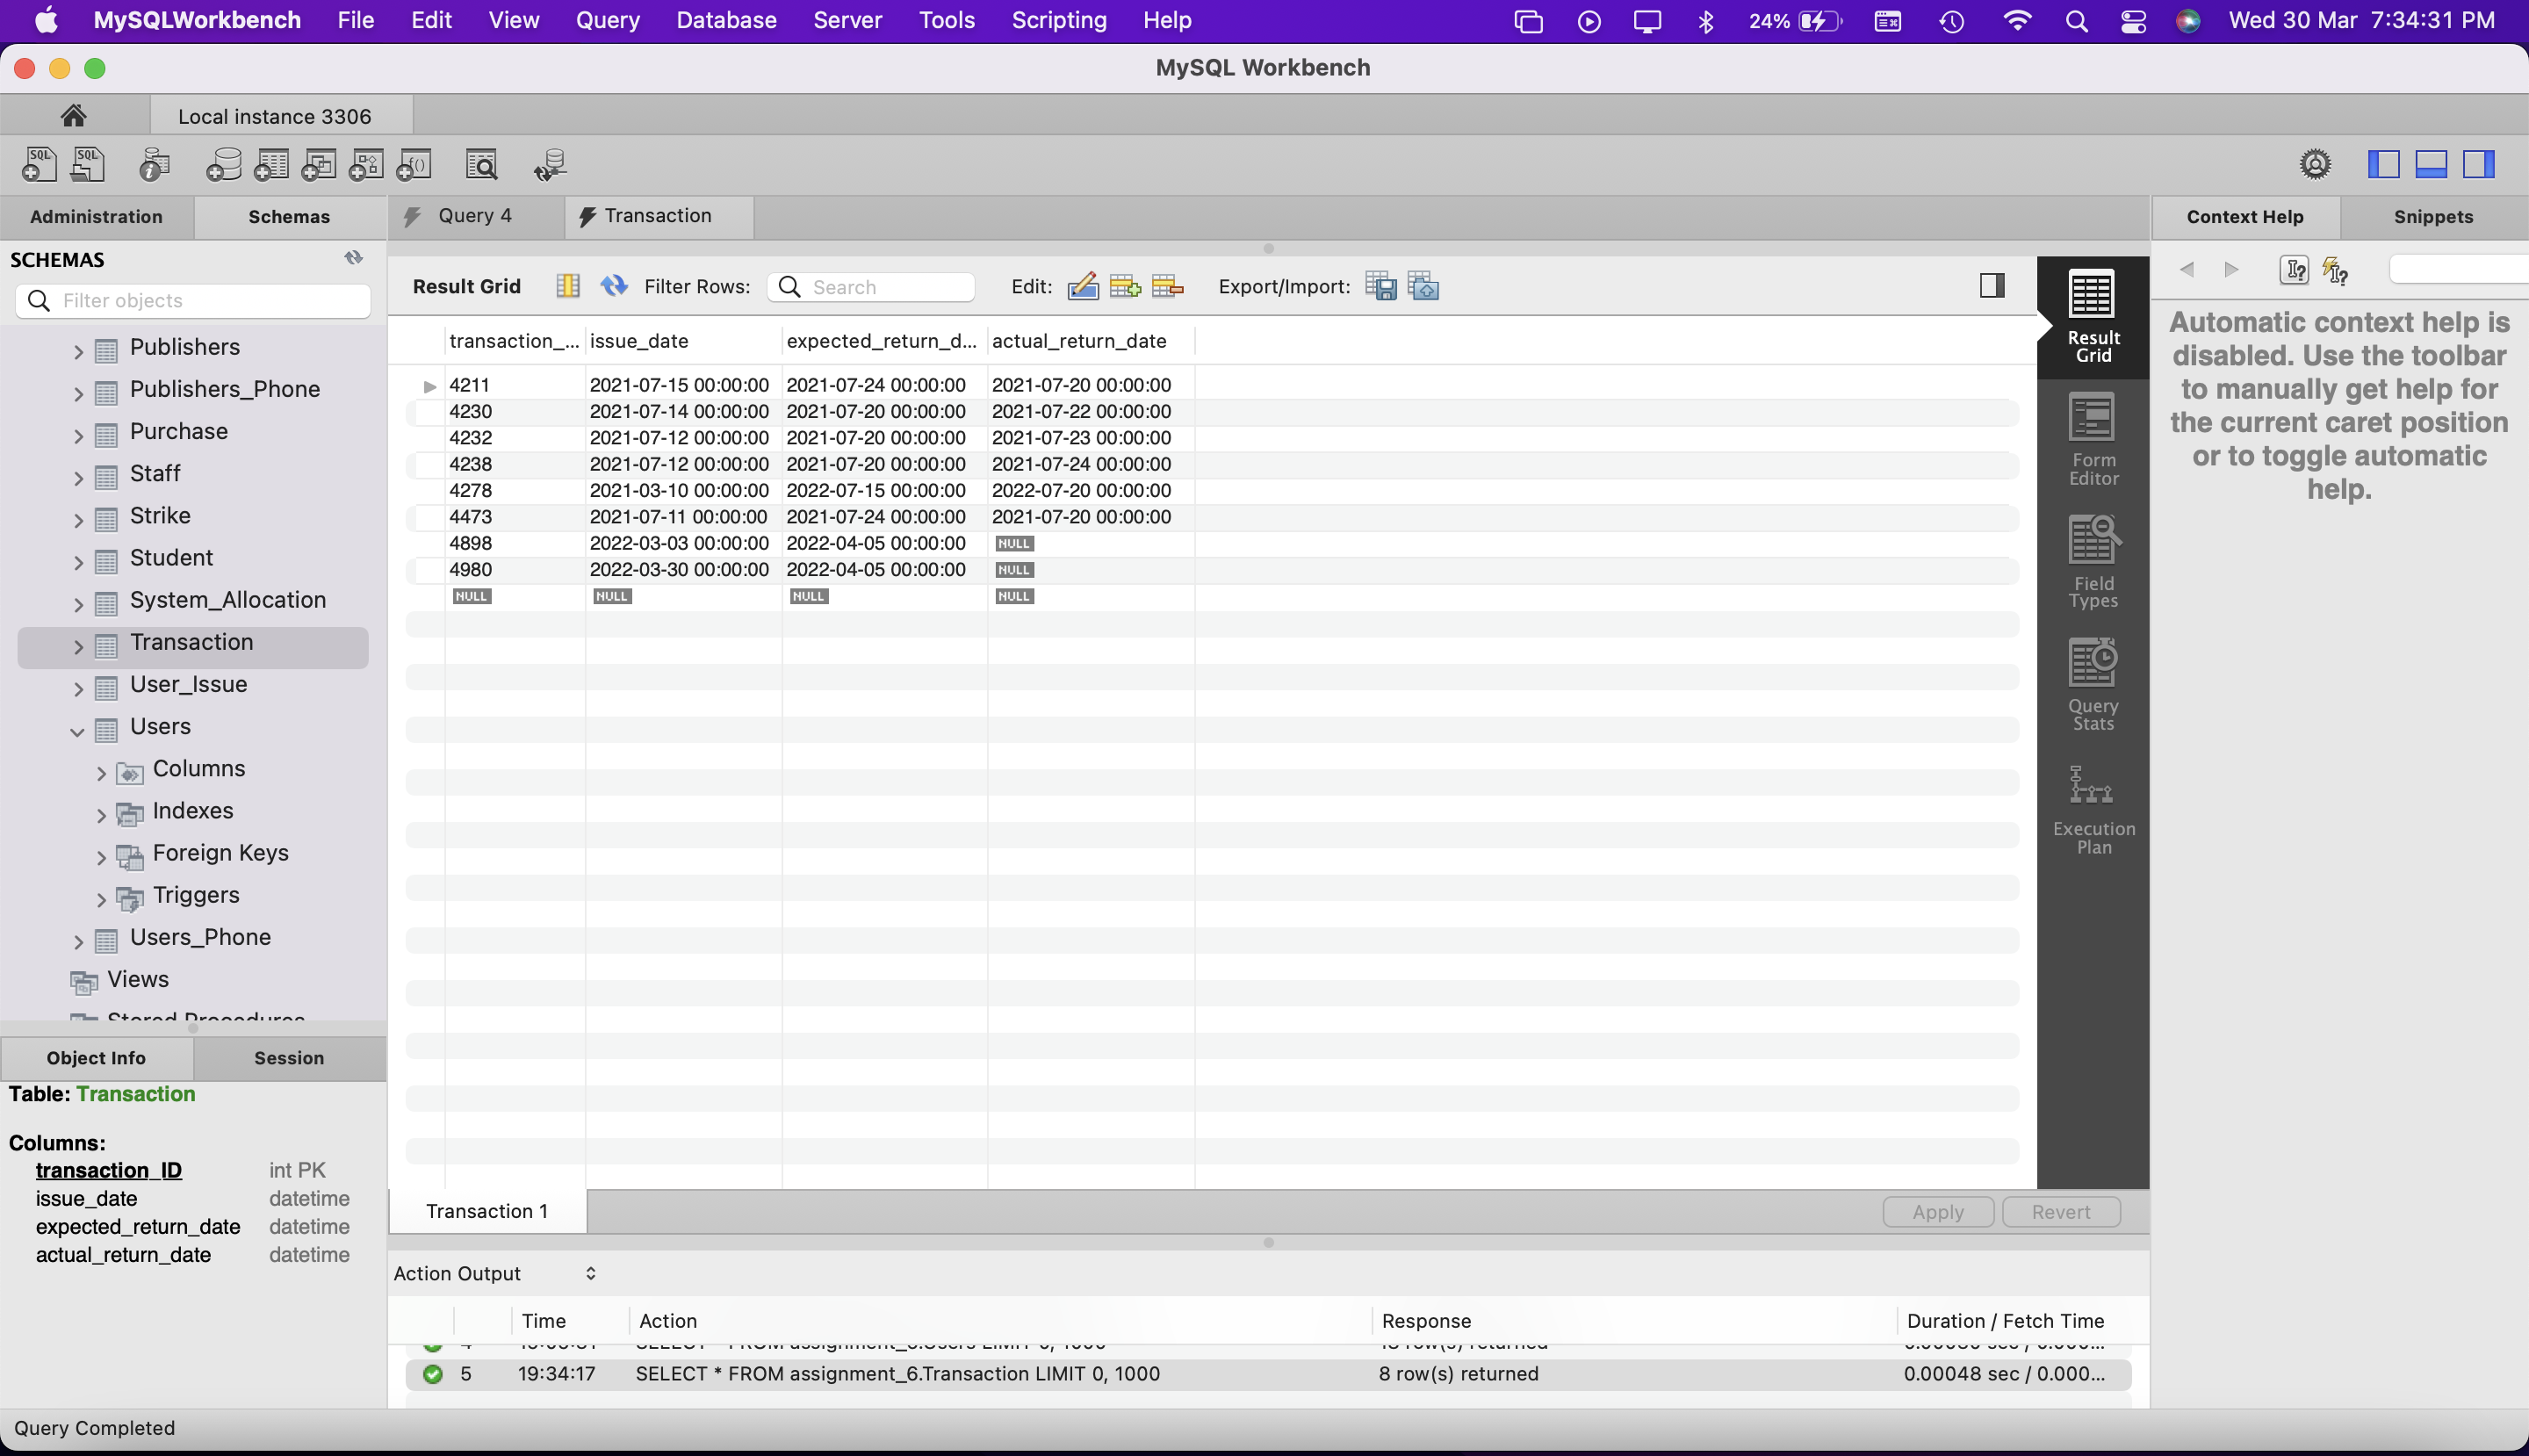 MySQLWorkbench File Edit View Query Database Server Tools Scripting Help 24% Wed 30 Mar 7:34:31 PM
MySQL Workbench
Local instance 3306
Administration Schemas Query 4 Transaction Context Help Snippets
SCHEMAS
Filter objects
Result Grid Filter Rows: Search Edit: Export/Import:
Publishers
Publishers_Phone
Purchase
Staff
Strike
Student
System_Allocation
Transaction
User_Issue
Users
Columns
Indexes
Foreign Keys
Triggers
Users_Phone
Views
Stored Procedures
transaction_... issue_date expected_return_d... actual_return_date
4211 2021-07-15 00:00:00 2021-07-24 00:00:00 2021-07-20 00:00:00
4230 2021-07-14 00:00:00 2021-07-20 00:00:00 2021-07-22 00:00:00
4232 2021-07-12 00:00:00 2021-07-20 00:00:00 2021-07-23 00:00:00
4238 2021-07-12 00:00:00 2021-07-20 00:00:00 2021-07-24 00:00:00
4278 2021-03-10 00:00:00 2022-07-15 00:00:00 2022-07-20 00:00:00
4473 2021-07-11 00:00:00 2021-07-24 00:00:00 2021-07-20 00:00:00
4898 2022-03-03 00:00:00 2022-04-05 00:00:00 NULL
4980 2022-03-30 00:00:00 2022-04-05 00:00:00 NULL
NULL NULL NULL NULL
Result
Grid
Form
Editor
Field
Types
Query
Stats
Execution
Plan
Automatic context help is
disabled. Use the toolbar
to manually get help for
the current caret position
or to toggle automatic
help.
Object Info Session
Table: Transaction
Columns:
transaction_ID int PK
issue_date datetime
expected_return_date datetime
actual_return_date datetime
Transaction 1 Apply Revert
Action Output
Time Action Response Duration / Fetch Time
5 19:34:17 SELECT * FROM assignment_6.Transaction LIMIT 0, 1000 8 row(s) returned 0.00048 sec / 0.000...
Query Completed